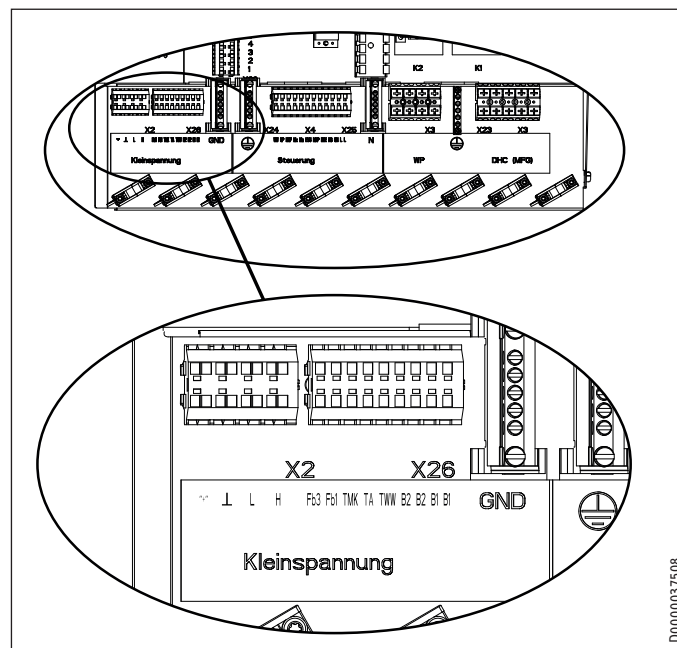 4
3
2
1
K2 K1
X2 X26 X24 X4 X25 X3 X23 X3
⊥ L GND N
Kleinspannung Steuerung WP DHC (MFG)
X2 X26
"+" ⊥ L H Fb3 Fb1 TMK TA TWW B2 B2 B1 B1 GND
Kleinspannung
D0000037508